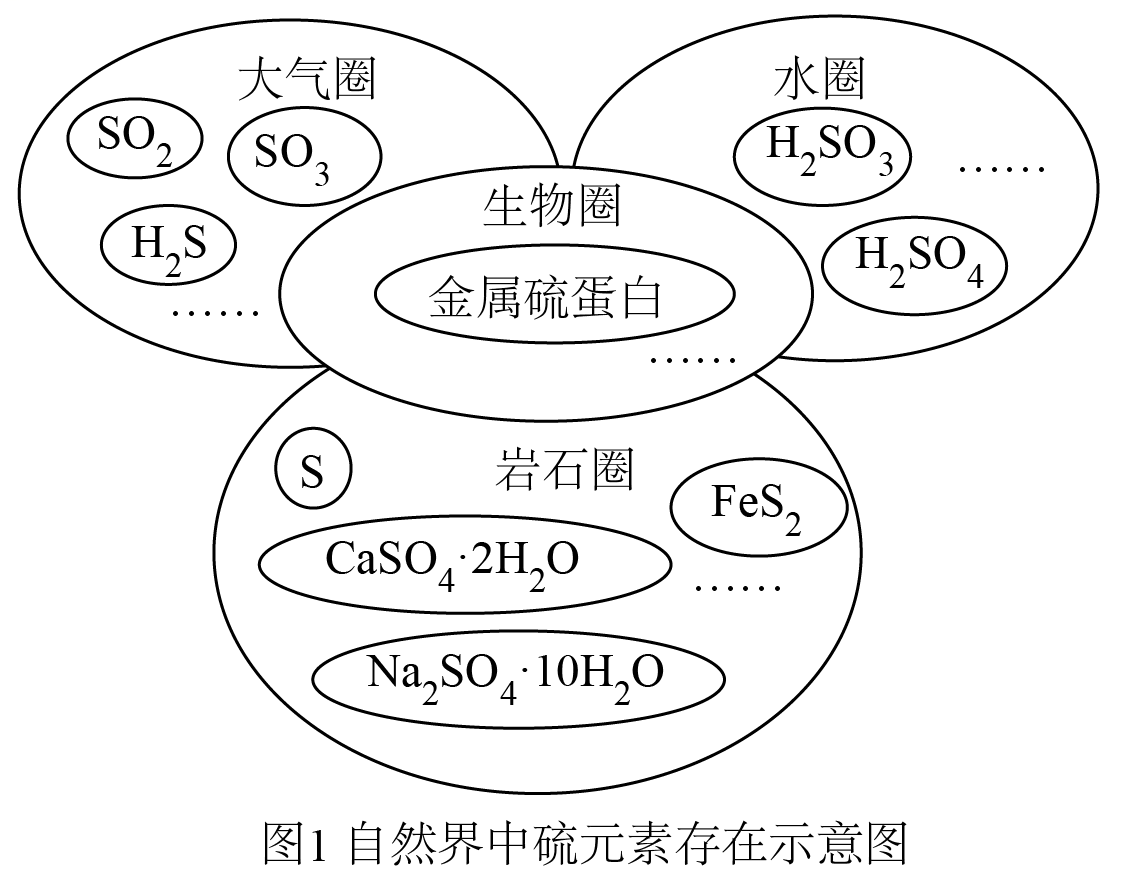 大气圈
SO₂
SO₃
H₂S
……
水圈
H₂SO₃
……
H₂SO₄
生物圈
金属硫蛋白
……
S
岩石圈
FeS₂
CaSO₄·2H₂O
……
Na₂SO₄·10H₂O
图1 自然界中硫元素存在示意图